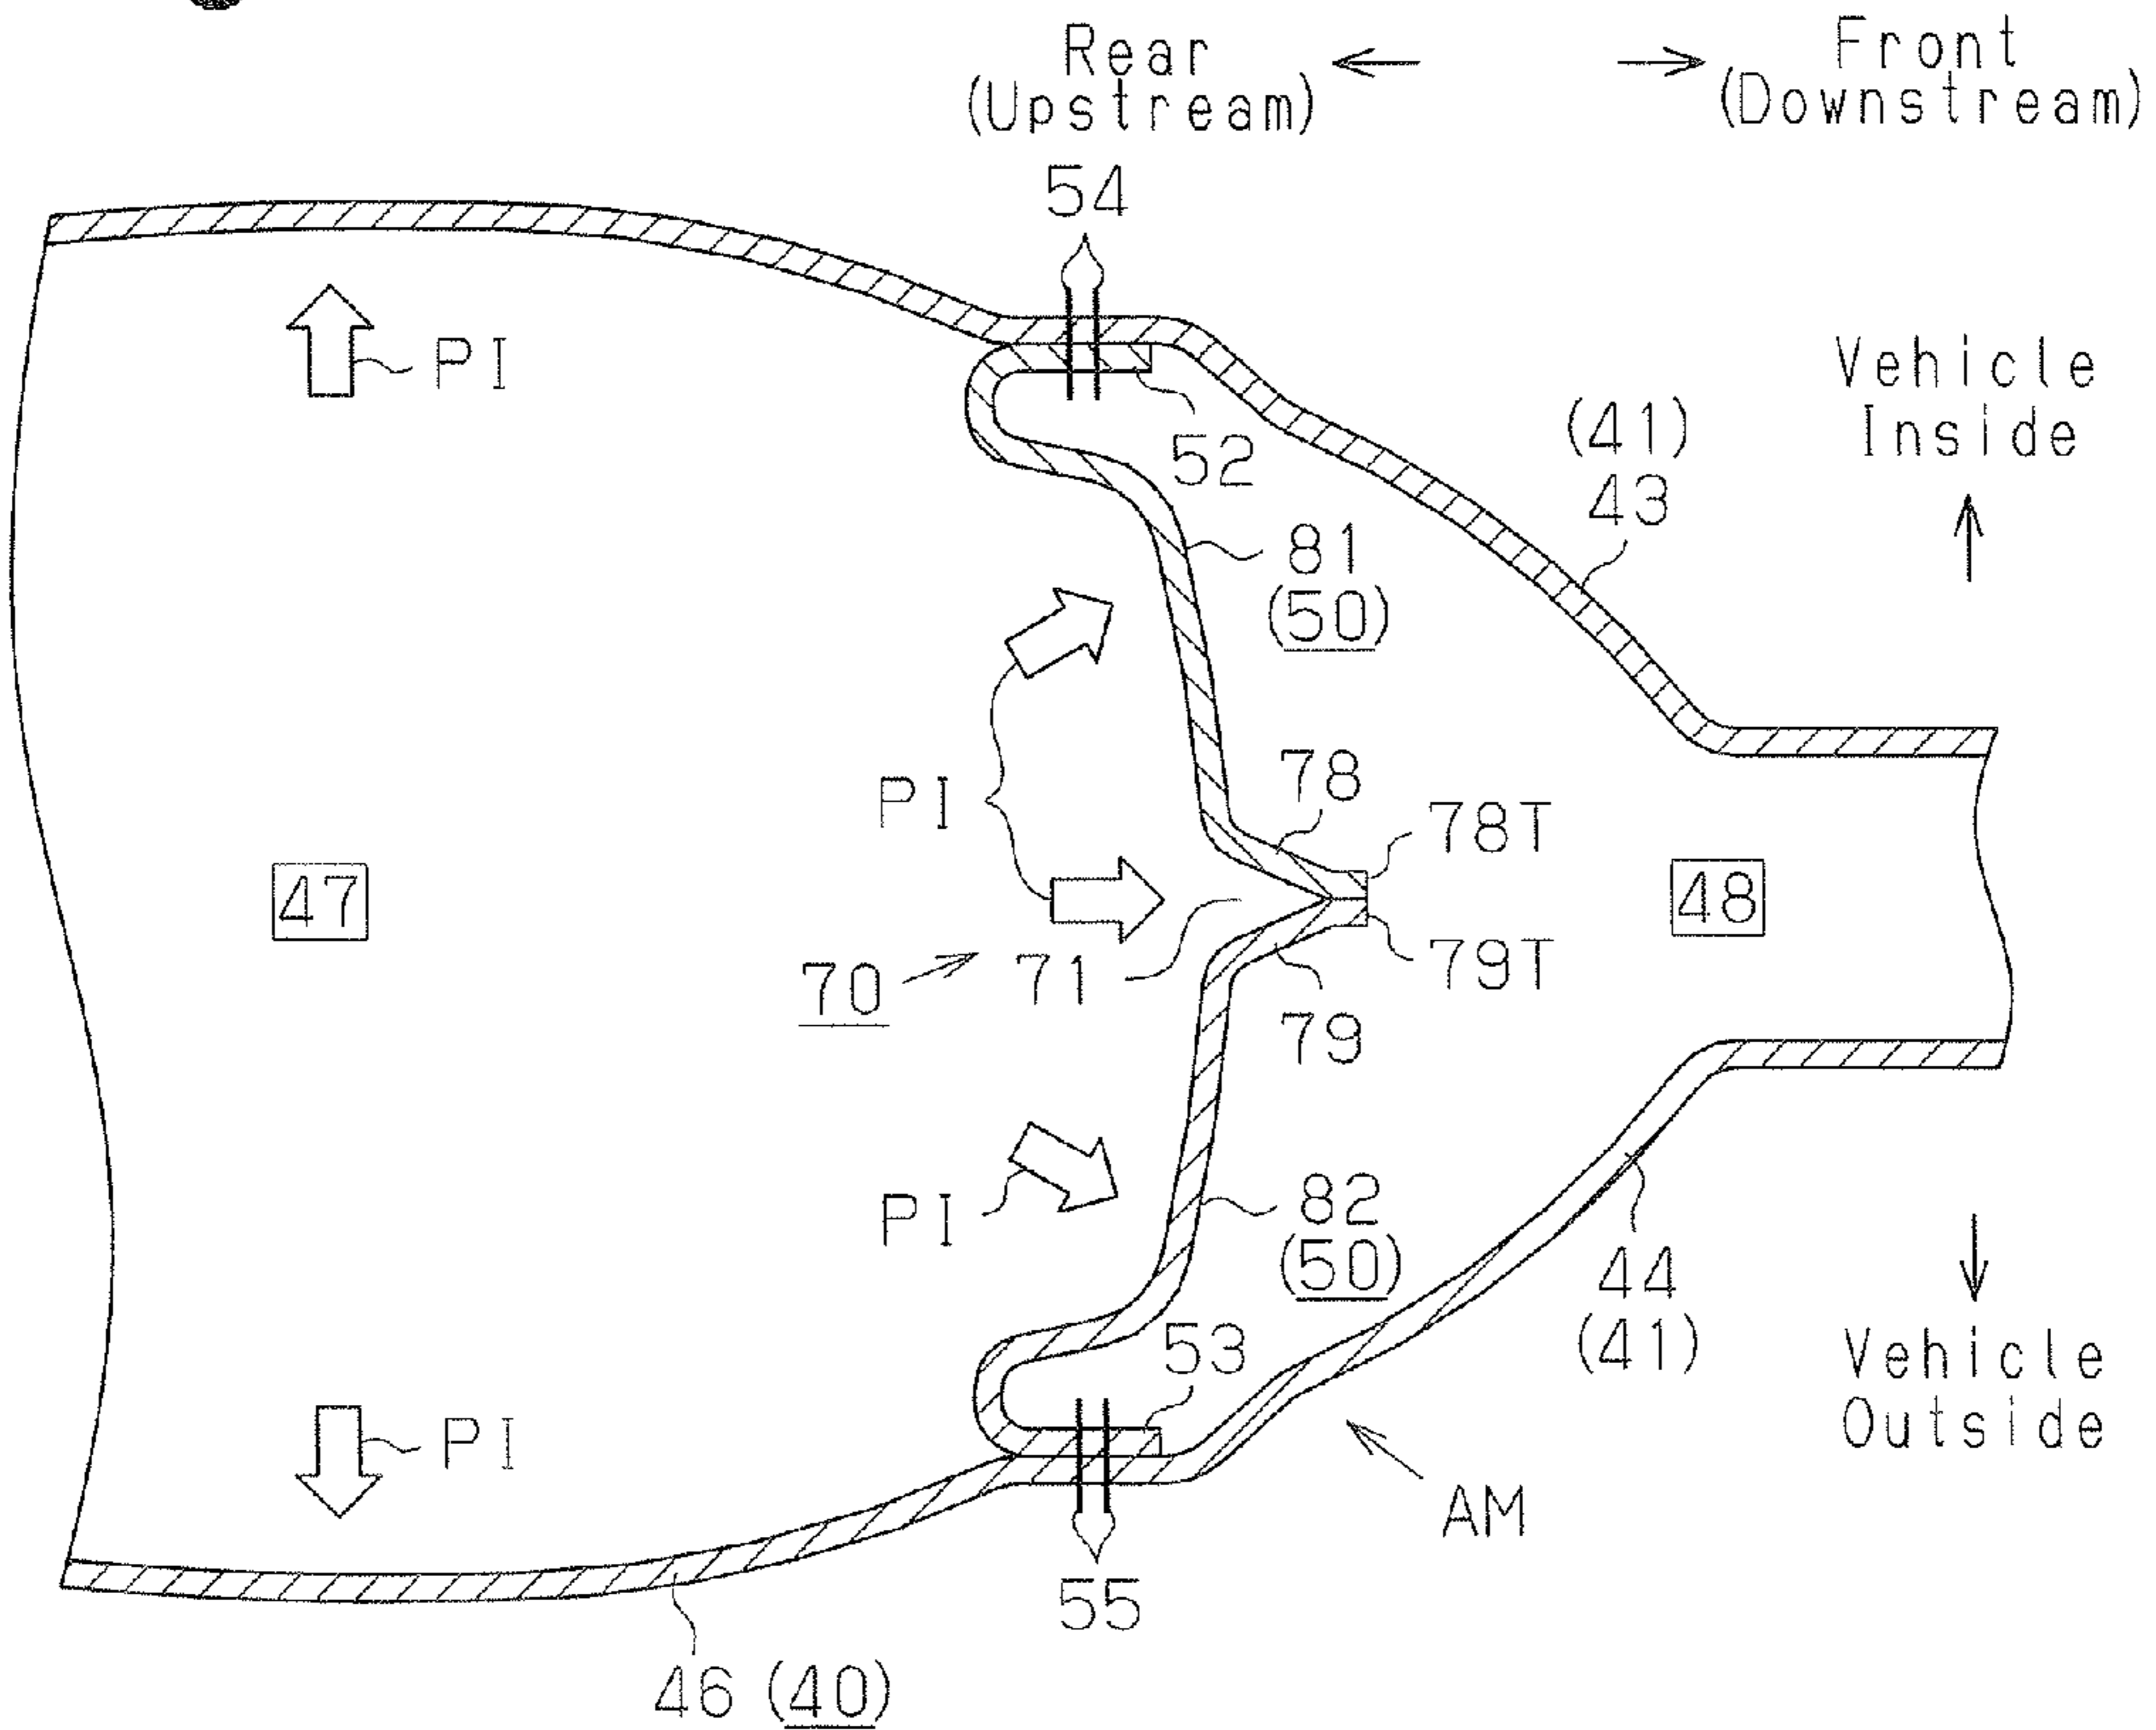 Rear
(Upstream)
Front
(Downstream)
54
PI
52
(41)
43
Vehicle
Inside
81
(50)
PI
78
78T
47
48
70
71
79T
79
PI
82
(50)
44
(41)
53
Vehicle
Outside
PI
AM
55
46 (40)